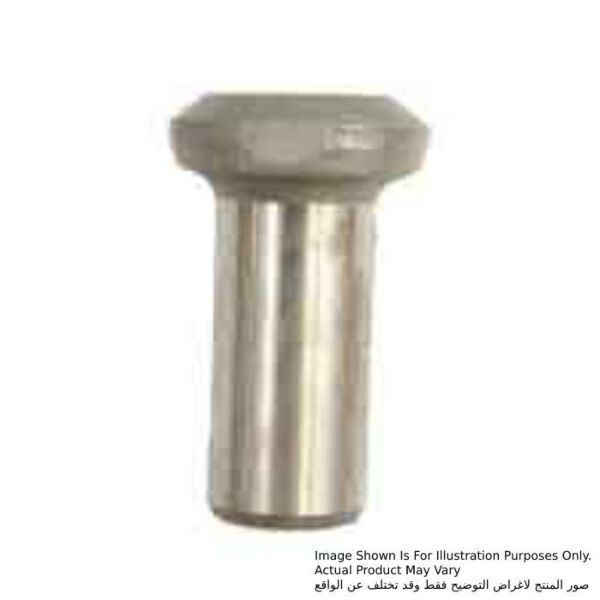 Image Shown Is For Illustration Purposes Only.
Actual Product May Vary
صور المنتج لاغراض التوضيح فقط وقد تختلف عن الواقع